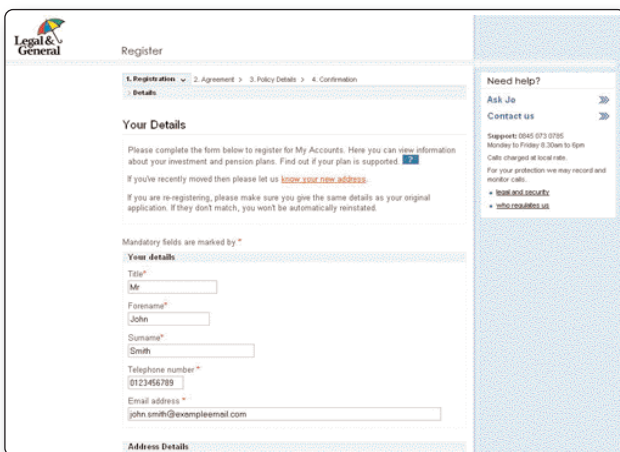 Legal &
General
Register
1. Registration 2. Agreement > 3. Policy Details > 4. Confirmation
> Details
Your Details
Please complete the form below to register for My Accounts. Here you can view information
about your investment and pension plans. Find out if your plan is supported. ?
If you've recently moved then please let us know your new address.
If you are re-registering, please make sure you give the same details as your original
application. If they don't match, you won't be automatically reinstated.
Mandatory fields are marked by *
Your details
Title*
Mr
Forename*
John
Surname*
Smith
Telephone number *
0123456789
Email address *
john.smith@exampleemail.com
Address Details
Need help?
Ask Jo
Contact us
Support: 0845 073 0785
Monday to Friday 8.30am to 6pm
Calls charged at local rate.
For your protection we may record and
monitor calls.
legal and security
who regulates us